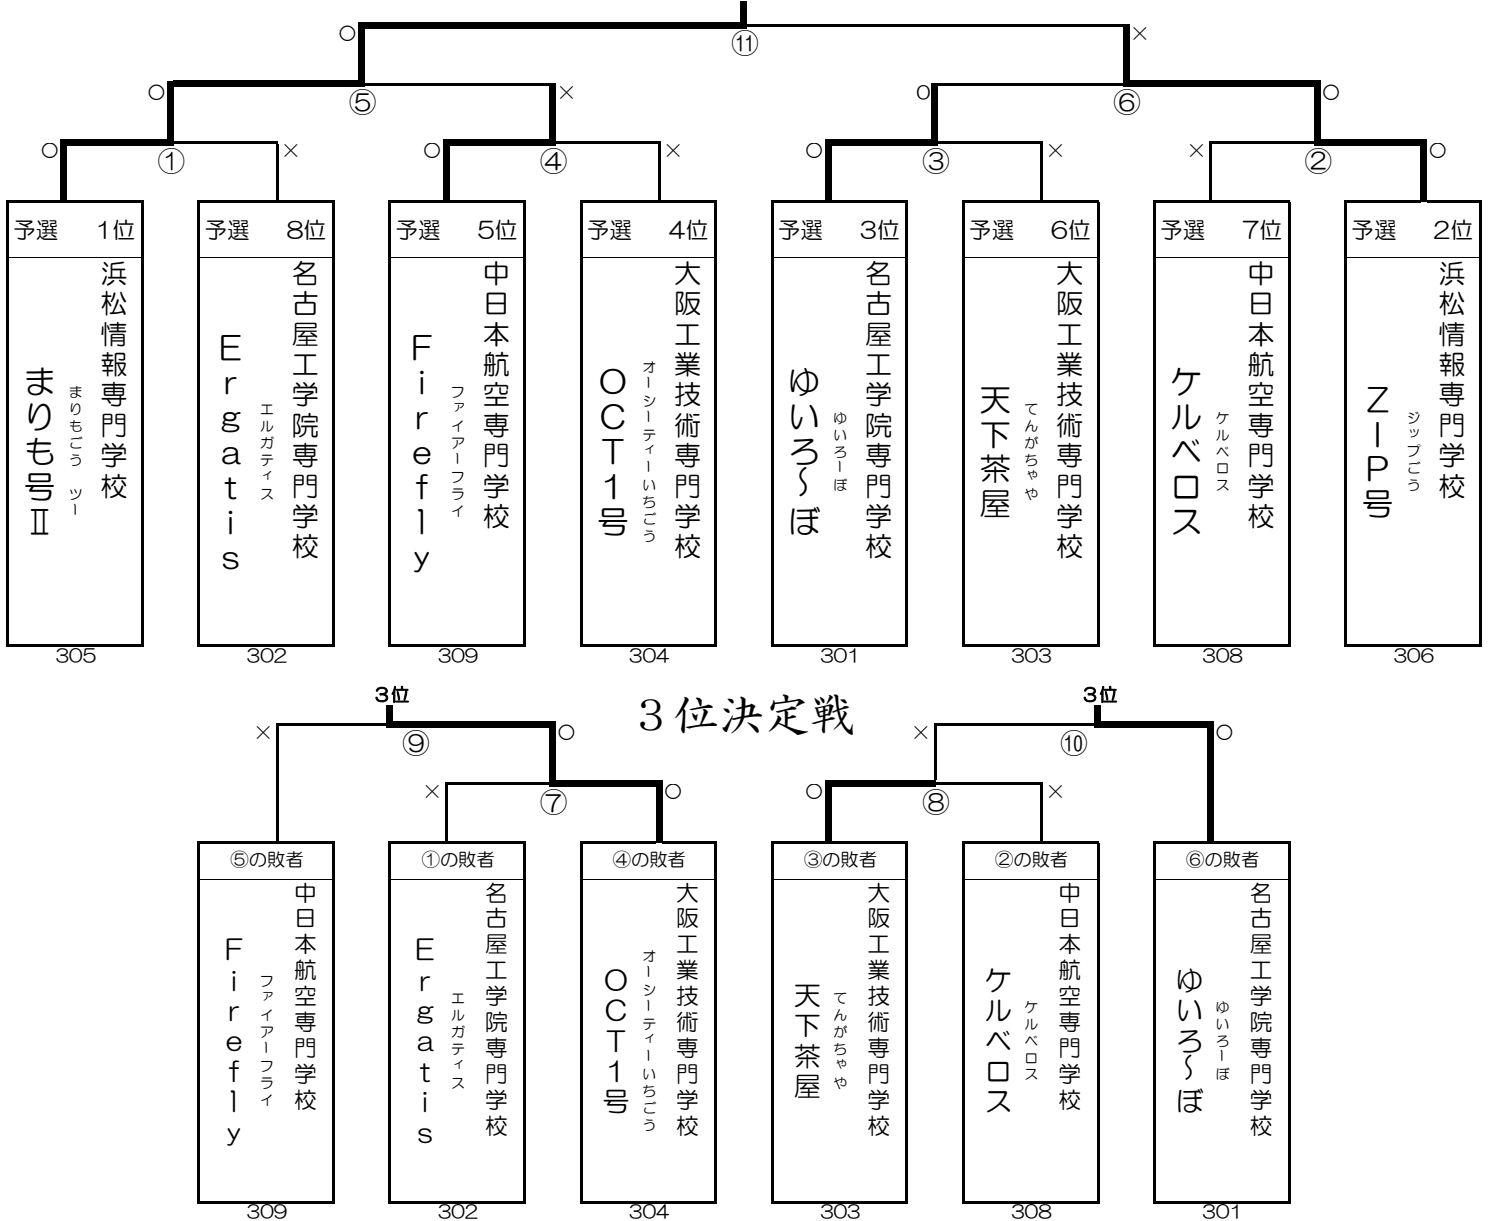 ○ ⑪ ×
○ ⑤ × 0 ⑥ ○
○ ① × ○ ④ × ○ ③ × × ② ○
予選 1位
浜松情報専門学校
まりもごう ツー
まりも号Ⅱ
305
予選 8位
名古屋工学院専門学校
エルガティス
Ergatis
302
予選 5位
中日本航空専門学校
ファイアーフライ
Firefly
309
予選 4位
大阪工業技術専門学校
オーシーティーいちごう
OCT1号
304
予選 3位
名古屋工学院専門学校
ゆいろーぼ
ゆいろ~ぼ
301
予選 6位
大阪工業技術専門学校
てんがちゃや
天下茶屋
303
予選 7位
中日本航空専門学校
ケルベロス
ケルベロス
308
予選 2位
浜松情報専門学校
ジップごう
ZIP号
306
3位決定戦
3位 3位
× ⑨ ○ × ⑩ ○
× ⑦ ○ ○ ⑧ ×
⑤の敗者
中日本航空専門学校
ファイアーフライ
Firefly
309
①の敗者
名古屋工学院専門学校
エルガティス
Ergatis
302
④の敗者
大阪工業技術専門学校
オーシーティーいちごう
OCT1号
304
③の敗者
大阪工業技術専門学校
てんがちゃや
天下茶屋
303
②の敗者
中日本航空専門学校
ケルベロス
ケルベロス
308
⑥の敗者
名古屋工学院専門学校
ゆいろーぼ
ゆいろ~ぼ
301